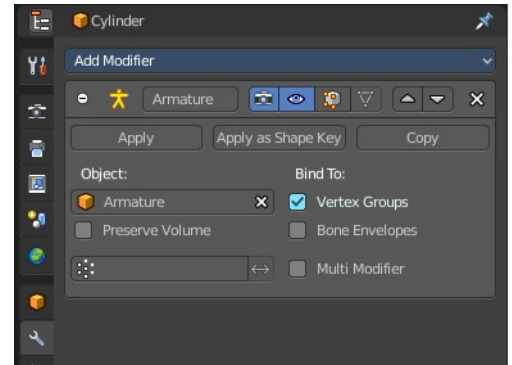 Cylinder
Add Modifier
Armature
Apply Apply as Shape Key Copy
Object: Bind To:
Armature Vertex Groups
Preserve Volume Bone Envelopes
Multi Modifier